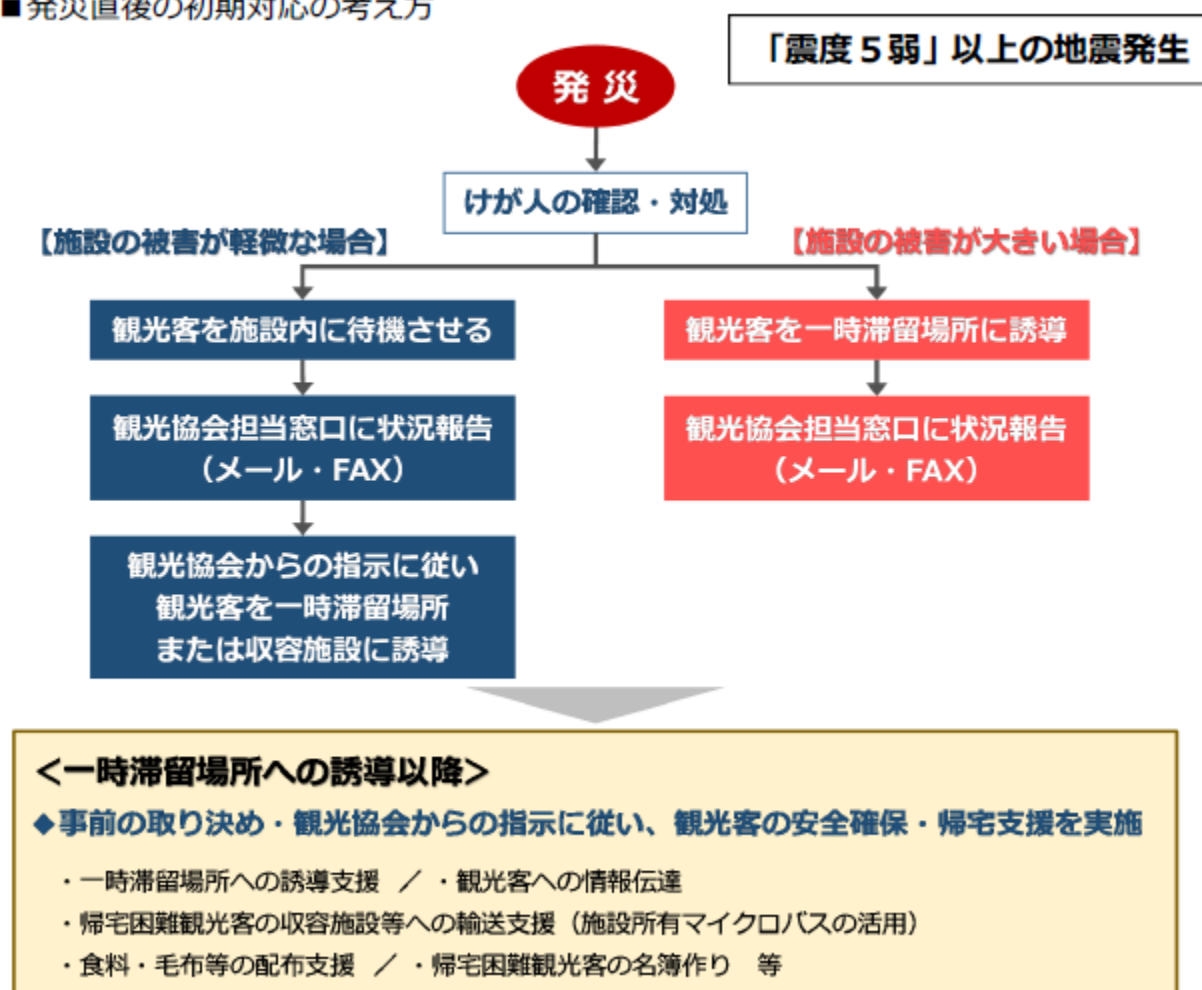 ■発災直後の初期対応の考え方
「震度５弱」以上の地震発生
発 災
けが人の確認・対処
【施設の被害が軽微な場合】
【施設の被害が大きい場合】
観光客を施設内に待機させる
観光協会担当窓口に状況報告
（メール・FAX）
観光協会からの指示に従い
観光客を一時滞留場所
または収容施設に誘導
観光客を一時滞留場所に誘導
観光協会担当窓口に状況報告
（メール・FAX）
＜一時滞留場所への誘導以降＞
◆事前の取り決め・観光協会からの指示に従い、観光客の安全確保・帰宅支援を実施
・一時滞留場所への誘導支援 ／ ・観光客への情報伝達
・帰宅困難観光客の収容施設等への輸送支援（施設所有マイクロバスの活用）
・食料・毛布等の配布支援 ／ ・帰宅困難観光客の名簿作り 等